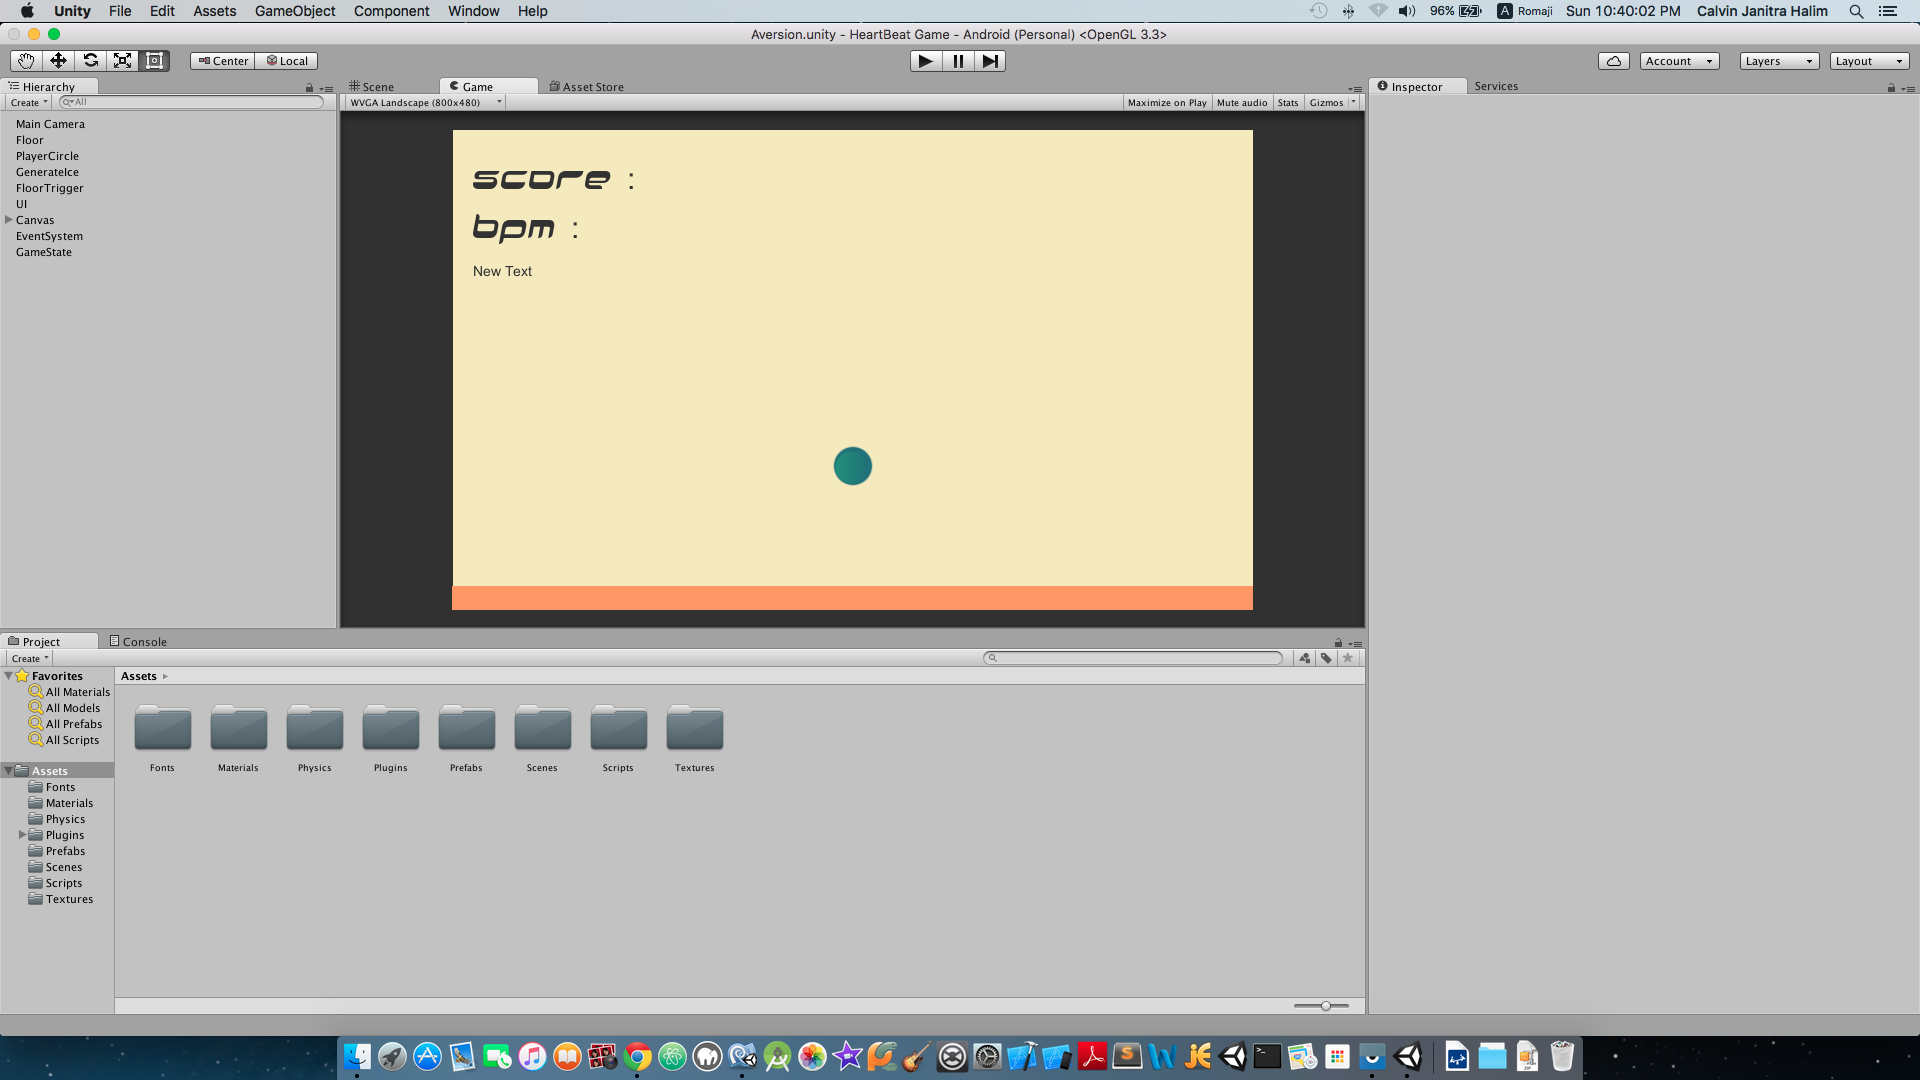 Unity File Edit Assets GameObject Component Window Help 96% A Romaji Sun 10:40:02 PM Calvin Janitra Halim
Aversion.unity - HeartBeat Game - Android (Personal) <OpenGL 3.3>
Center Local Account Layers Layout
Hierarchy Scene Game Asset Store Inspector Services
Create All WVGA Landscape (800x480) Maximize on Play Mute audio Stats Gizmos
Main Camera
Floor
PlayerCircle
GenerateIce
FloorTrigger
UI
Canvas
EventSystem
GameState
score :
bpm :
New Text
Project Console
Create
Favorites
All Materials
All Models
All Prefabs
All Scripts
Assets
Fonts
Materials
Physics
Plugins
Prefabs
Scenes
Scripts
Textures
Assets
Fonts Materials Physics Plugins Prefabs Scenes Scripts Textures